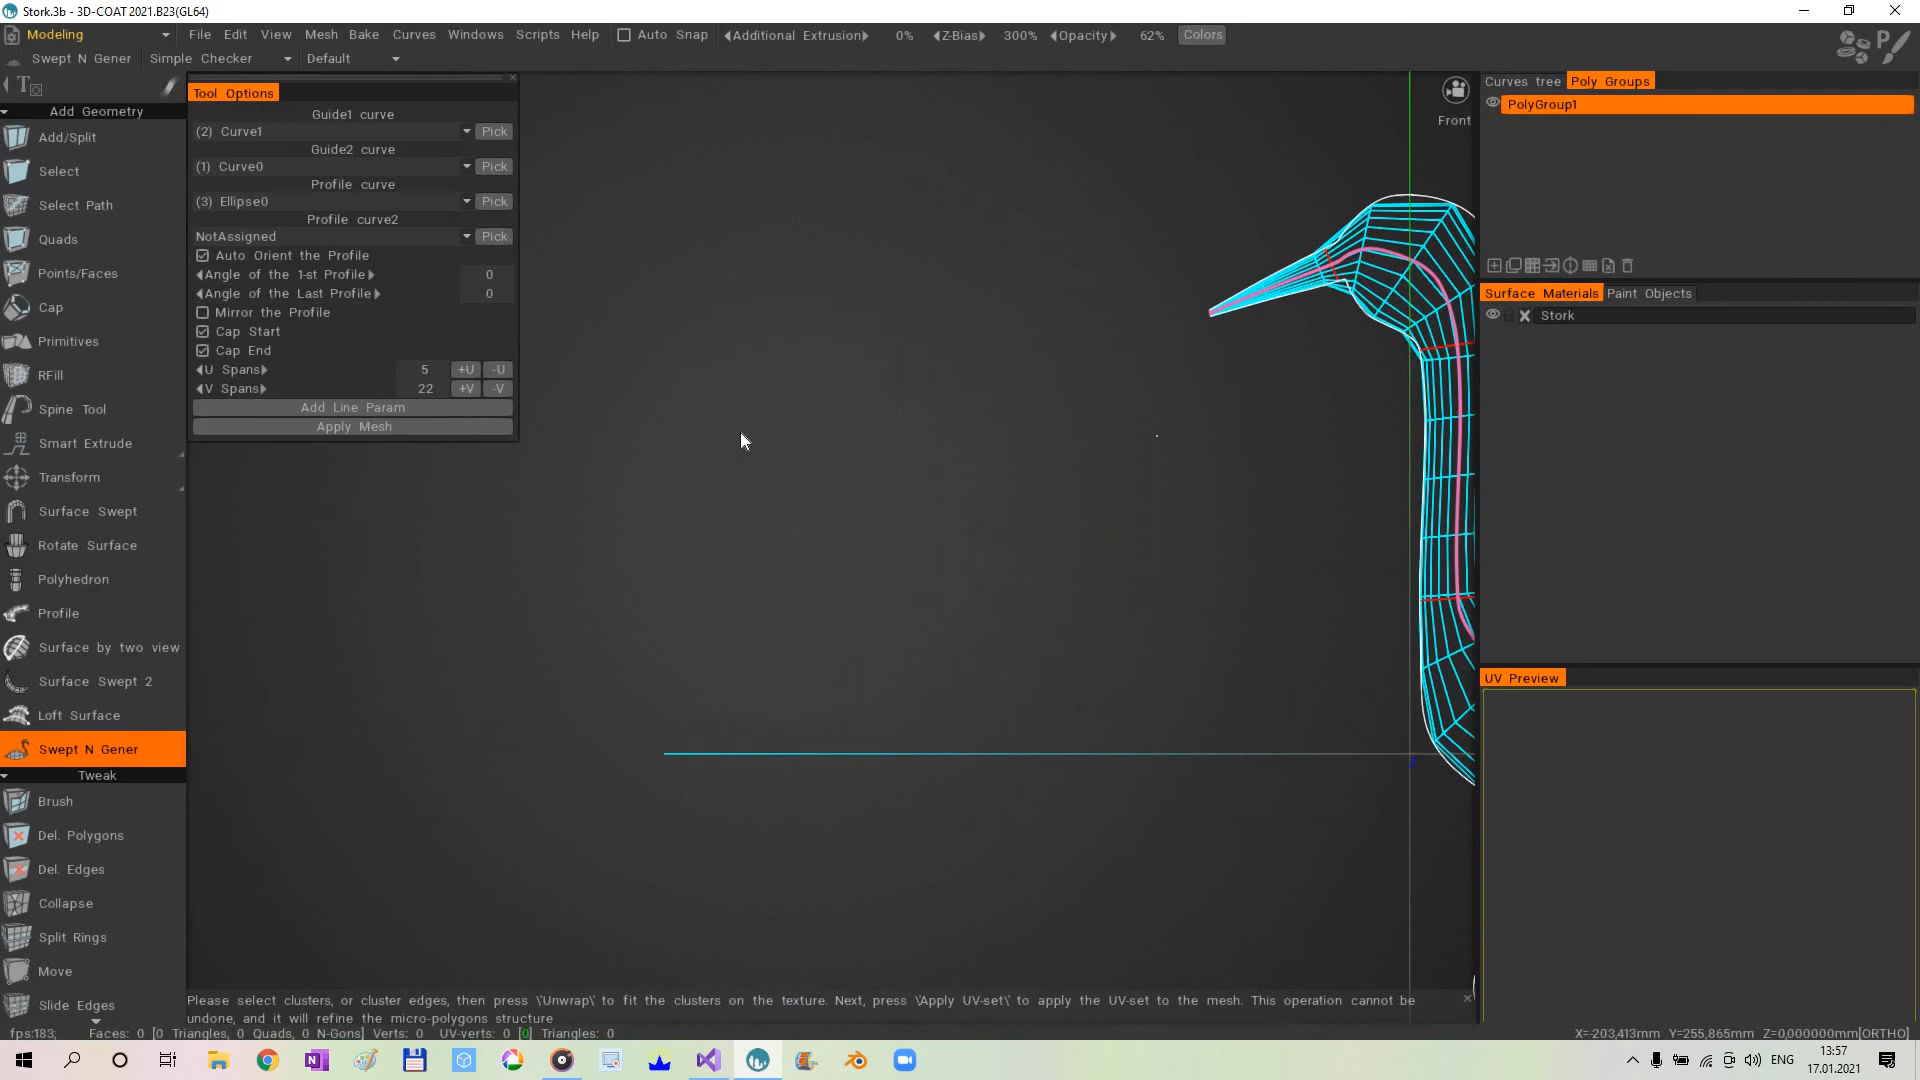 Stork.3b - 3D-COAT 2021.B23(GL64)
Modeling File Edit View Mesh Bake Curves Textures Windows Scripts Help Auto Snap Additional Extrusion 0% Z-Bias 300% Opacity 62% Colors
Swept N Gener Simple Checker Default
Tool Options
Guide1 curve
(2) Curve1 Pick
Guide2 curve
(1) Curve0 Pick
Profile curve
(3) Ellipse0 Pick
Profile curve2
NotAssigned Pick
Auto Orient the Profile
Angle of the 1-st Profile 0
Angle of the Last Profile 0
Mirror the Profile
Cap Start
Cap End
U Spans 5 +U -U
V Spans 22 +V -V
Add Line Param
Apply Mesh
Add Geometry
Add/Split
Select
Select Path
Quads
Points/Faces
Cap
Primitives
RFill
Spine Tool
Smart Extrude
Transform
Surface Swept
Rotate Surface
Polyhedron
Profile
Surface by two view
Surface Swept 2
Loft Surface
Swept N Gener
Tweak
Brush
Del. Polygons
Del. Edges
Collapse
Split Rings
Move
Slide Edges
Front
Z
Curves tree Poly Groups
PolyGroup1
Surface Materials Paint Objects
Stork
UV Preview
Please select clusters, or cluster edges, then press \'Unwrap\' to fit the clusters on the texture. Next, press \'Apply UV-set\' to apply the UV-set to the mesh. This operation cannot be
undone, and it will refine the micro-polygons structure
fps:183; Faces: 0 [0 Triangles, 0 Quads, 0 N-Gons] Verts: 0 UV-verts: 0 [0] Triangles: 0 X=-203,413mm Y=255,865mm Z=0,000000mm[ORTHO]
ENG 13:57
17.01.2021